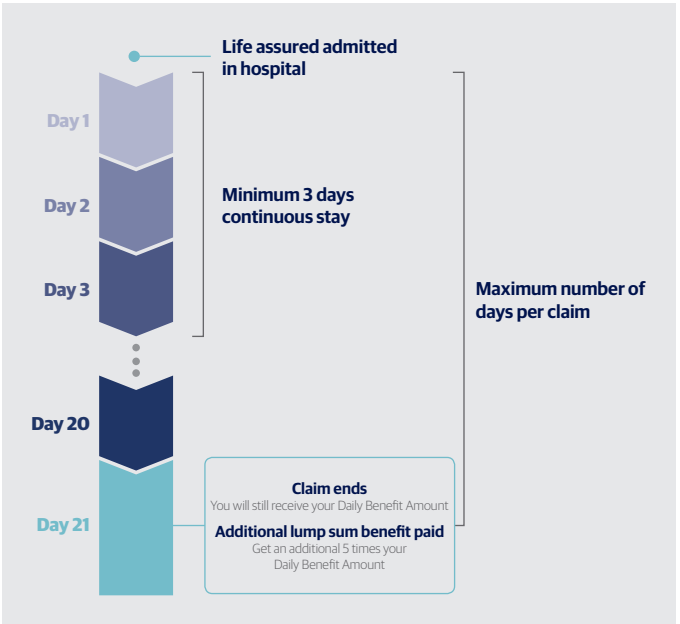 Life assured admitted
in hospital
Day 1
Day 2
Minimum 3 days
continuous stay
Day 3
Maximum number of
days per claim
Day 20
Day 21
Claim ends
You will still receive your Daily Benefit Amount
Additional lump sum benefit paid
Get an additional 5 times your
Daily Benefit Amount